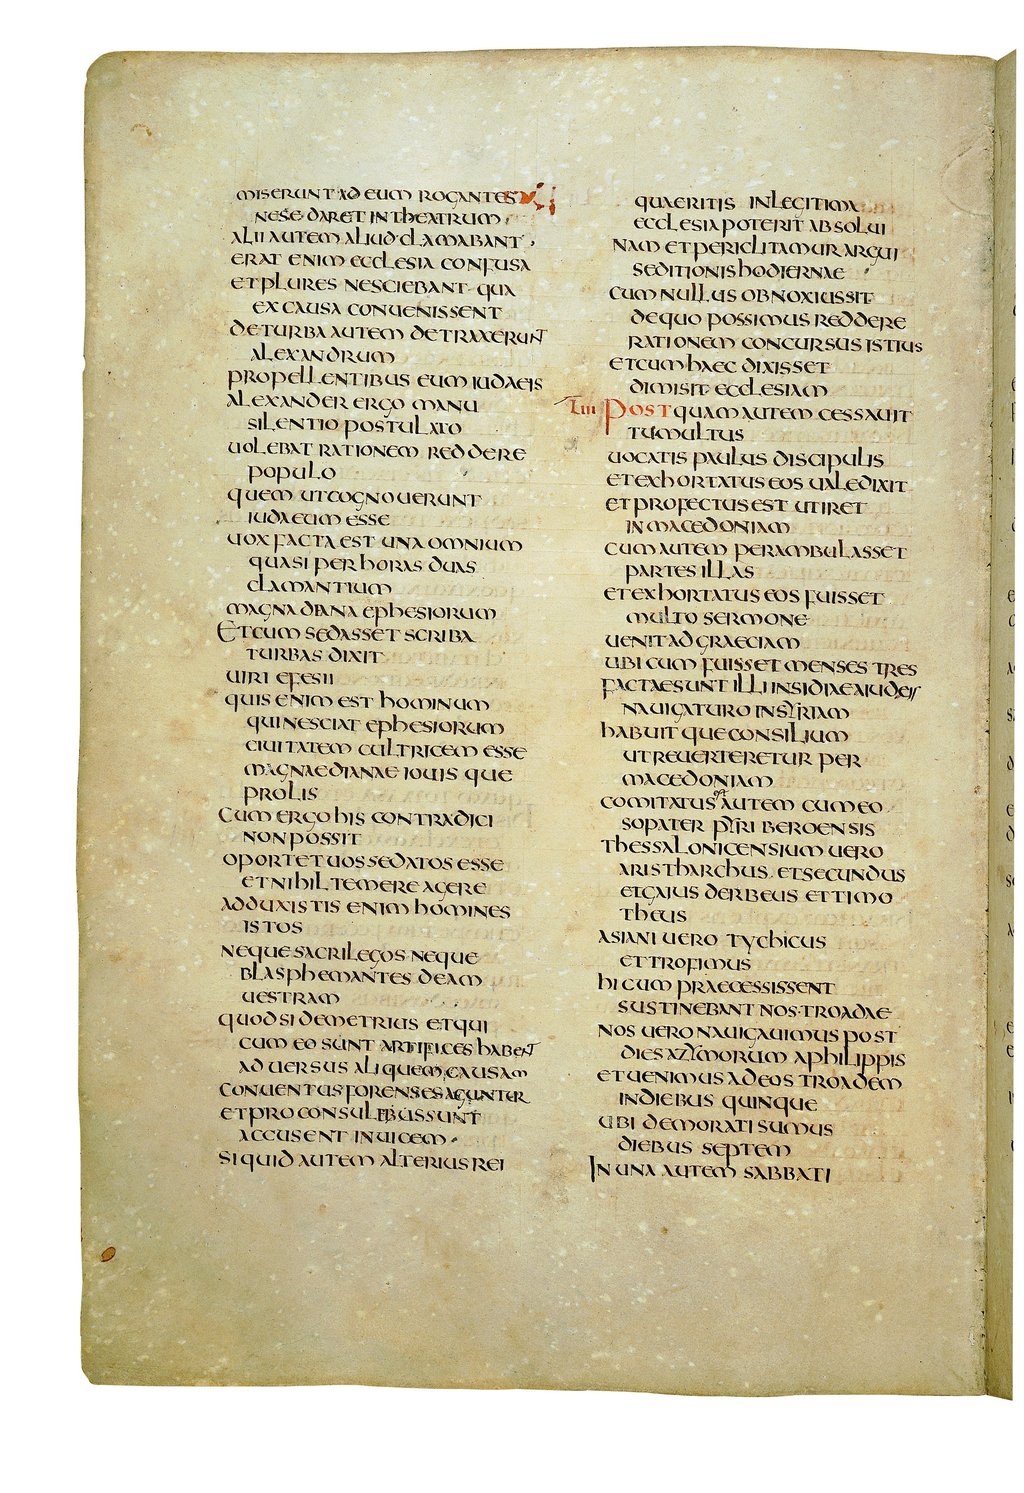 MISERUNT AD EUM ROGANTES
NE SE DARET IN THEATRUM
ALII AUTEM ALIUD CLAMABANT
ERAT ENIM ECCLESIA CONFUSA
ET PLURES NESCIEBANT QUA
EX CAUSA CONUENISSENT
DE TURBA AUTEM DETRAXERUNT
ALEXANDRUM
PROPELLENTIBUS EUM IUDAEIS
ALEXANDER ERGO MANU
SILENTIO POSTULATO
UOLEBAT RATIONEM REDDERE
POPULO
QUEM UT COGNOUERUNT
IUDAEUM ESSE
UOX FACTA EST UNA OMNIUM
QUASI PER HORAS DUAS
CLAMANTIUM
MAGNA DIANA EPHESIORUM
ET CUM SEDASSET SCRIBA
TURBAS DIXIT
UIRI EFESII
QUIS ENIM EST HOMINUM
QUI NESCIAT EPHESIORUM
CIUITATEM CULTRICEM ESSE
MAGNAE DIANAE IOUIS QUE
PROLIS
CUM ERGO HIS CONTRADICI
NON POSSIT
OPORTET UOS SEDATOS ESSE
ET NIHIL TEMERE AGERE
ADDUXISTIS ENIM HOMINES
ISTOS
NEQUE SACRILEGOS NEQUE
BLASPHEMANTES DEAM
UESTRAM
QUOD SI DEMETRIUS ET QUI
CUM EO SUNT ARTIFICES HABENT
ADUERSUS ALIQUEM CAUSAM
CONUENTUS FORENSES AGUNTUR
ET PROCONSULIBUS SUNT
ACCUSENT INUICEM
SI QUID AUTEM ALTERIUS REI
QUAERITIS IN LEGITIMA
ECCLESIA POTERIT ABSOLUI
NAM ET PERICLITAMUR ARGUI
SEDITIONIS HODIERNAE
CUM NULLUS OBNOXIUS SIT
DE QUO POSSIMUS REDDERE
RATIONEM CONCURSUS ISTIUS
ET CUM HAEC DIXISSET
DIMISIT ECCLESIAM
LIII POSTQUAM AUTEM CESSAUIT
TUMULTUS
UOCATIS PAULUS DISCIPULIS
ET EXHORTATUS EOS UALEDIXIT
ET PROFECTUS EST UT IRET
IN MACEDONIAM
CUM AUTEM PERAMBULASSET
PARTES ILLAS
ET EXHORTATUS EOS FUISSET
MULTO SERMONE
UENIT AD GRAECIAM
UBI CUM FUISSET MENSES TRES
FACTAE SUNT ILLI INSIDIAE A IUDEIS
NAUIGATURO IN SYRIAM
HABUITQUE CONSILIUM
UT REUERTERETUR PER
MACEDONIAM
COMITATUS EST AUTEM CUM EO
SOPATER PYRI BEROENSIS
THESSALONICENSIUM UERO
ARISTHARCHUS ET SECUNDUS
ET GAIUS DERBEUS ET TIMO
THEUS
ASIANI UERO TYCHICUS
ET TROFIMUS
HI CUM PRAECESSISSENT
SUSTINEBANT NOS TROADAE
NOS UERO NAUIGAUIMUS POST
DIES AZYMORUM A PHILIPPIS
ET UENIMUS AD EOS TROADEM
IN DIEBUS QUINQUE
UBI DEMORATI SUMUS
DIEBUS SEPTEM
IN UNA AUTEM SABBATI